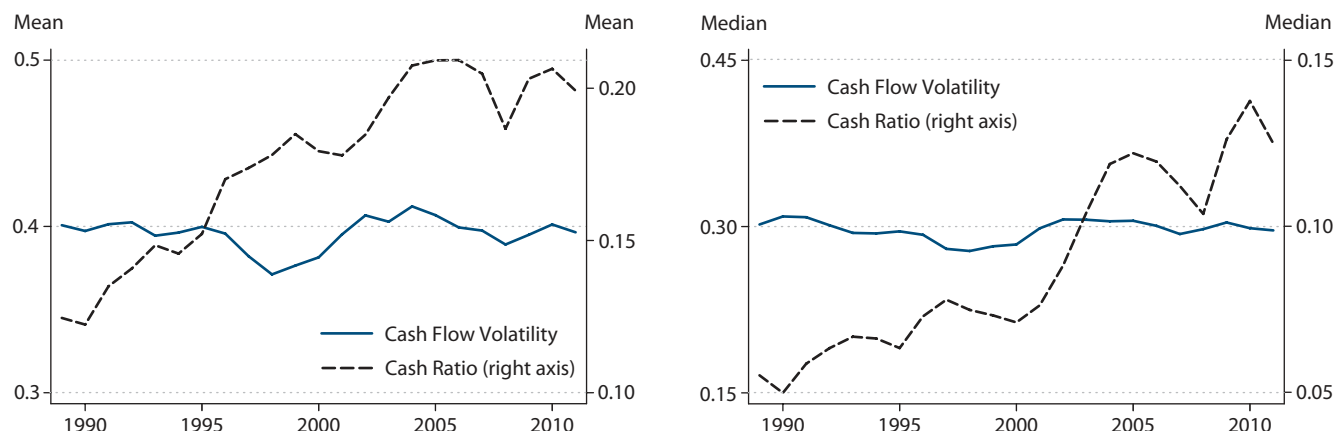 Mean
Mean
0.5
0.4
0.3
0.20
0.15
0.10
Cash Flow Volatility
Cash Ratio (right axis)
1990 1995 2000 2005 2010
Median
Median
0.45
0.30
0.15
0.15
0.10
0.05
Cash Flow Volatility
Cash Ratio (right axis)
1990 1995 2000 2005 2010